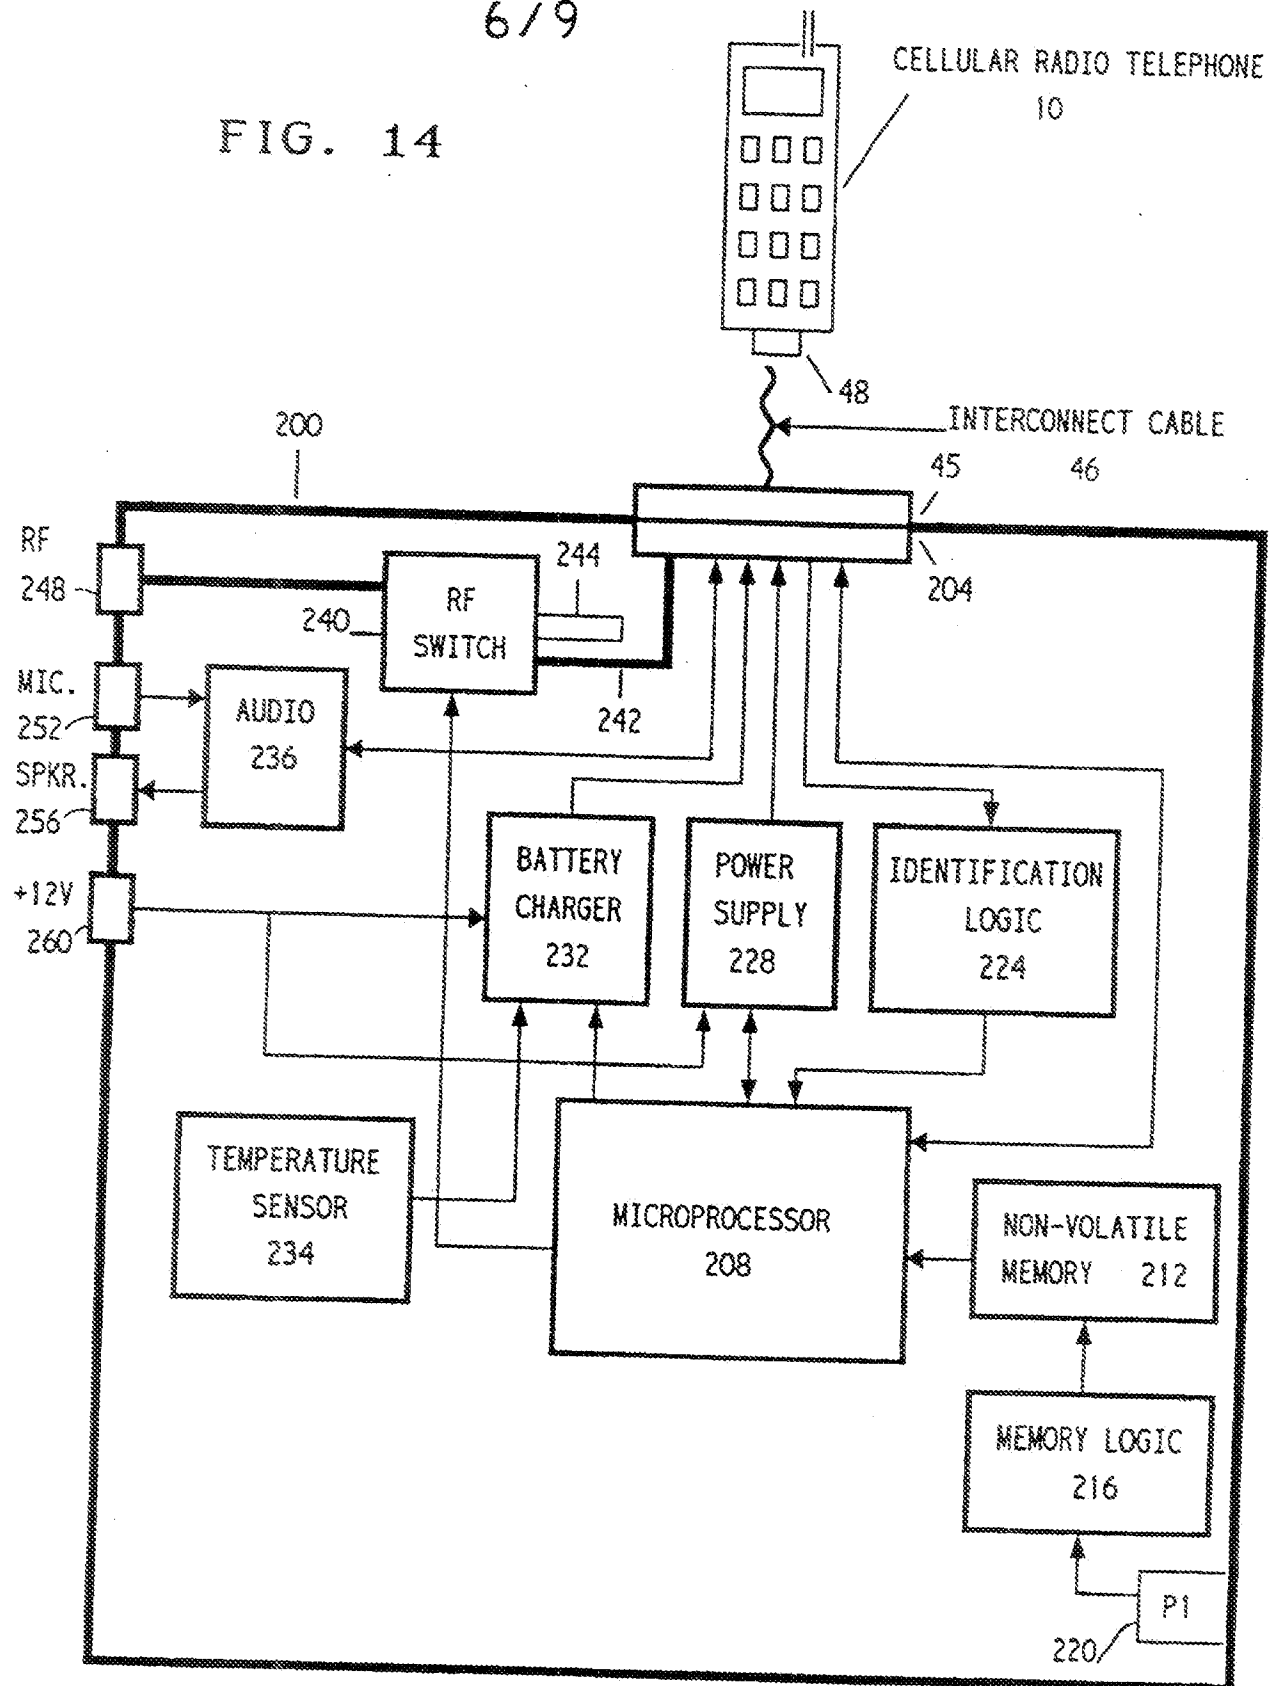 6/9
FIG. 14
CELLULAR RADIO TELEPHONE
10
48
INTERCONNECT CABLE
46
45
200
204
RF
248
RF
SWITCH
240
244
242
MIC.
252
AUDIO
236
SPKR.
256
+12V
260
BATTERY
CHARGER
232
POWER
SUPPLY
228
IDENTIFICATION
LOGIC
224
TEMPERATURE
SENSOR
234
MICROPROCESSOR
208
NON-VOLATILE
MEMORY 212
MEMORY LOGIC
216
P1
220